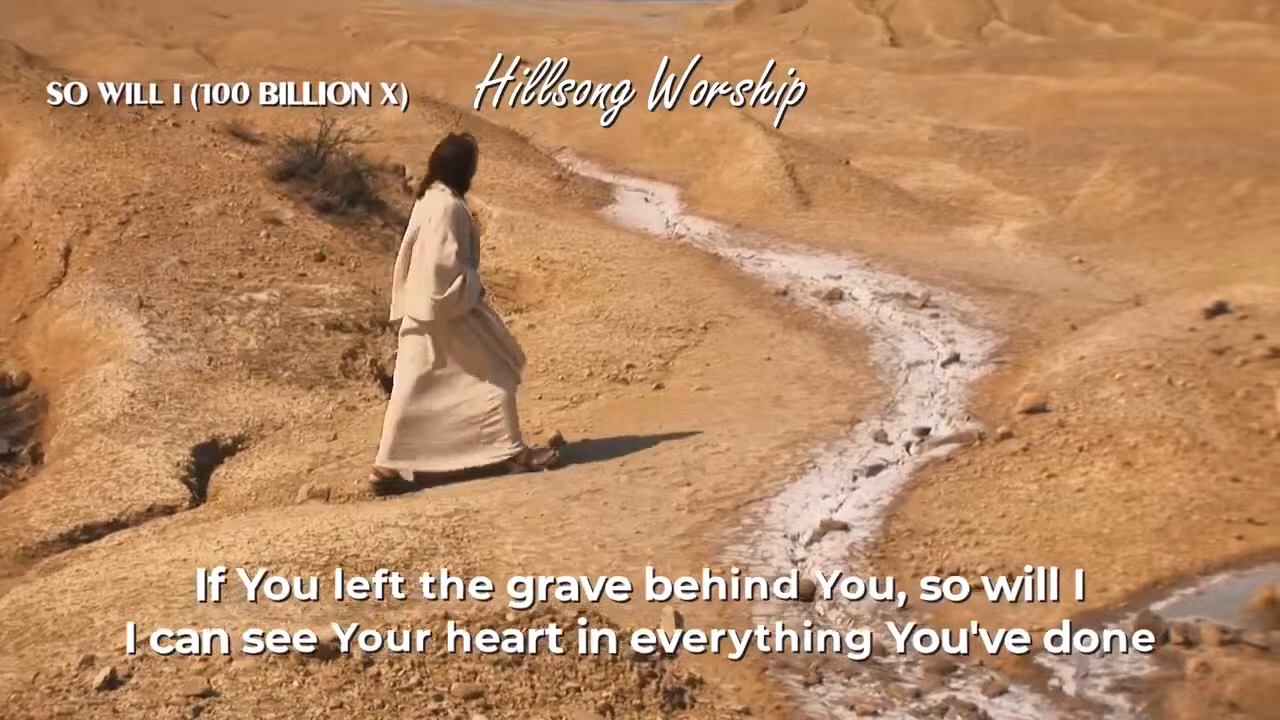 SO WILL I (100 BILLION X)
Hillsong Worship
If You left the grave behind You, so will I
I can see Your heart in everything You've done